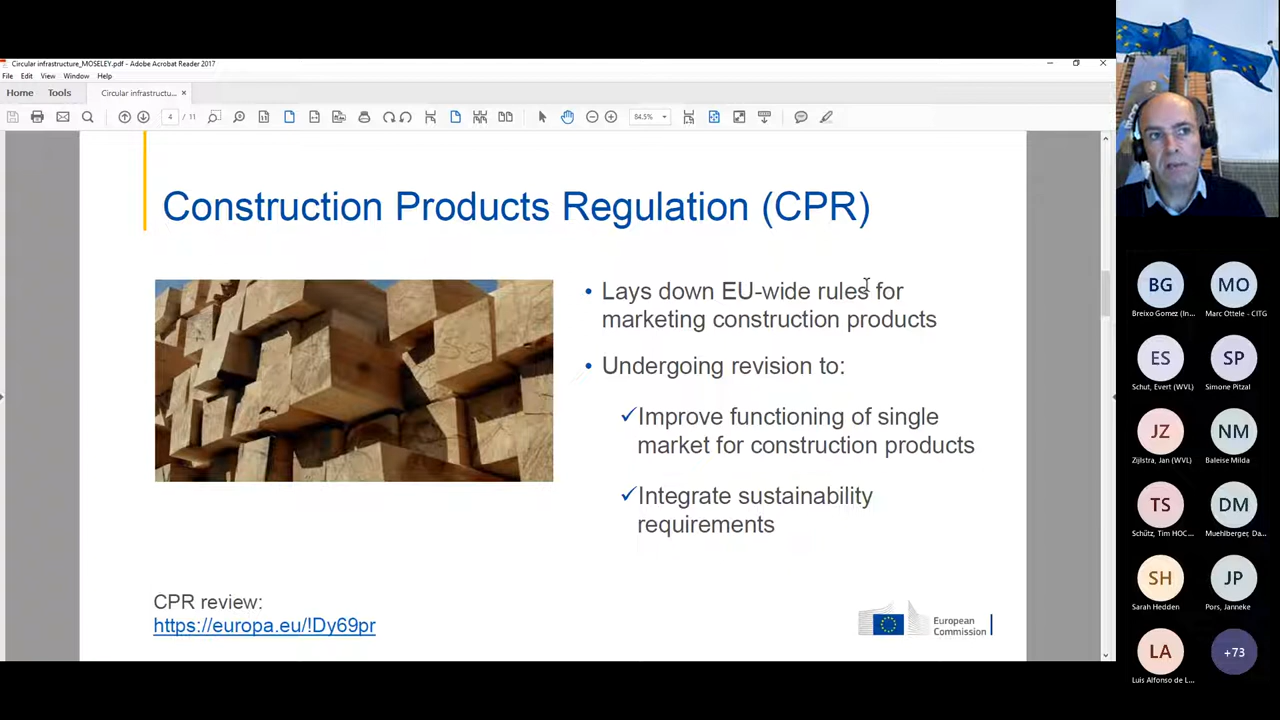 Circular infrastructure_MOSELEY.pdf - Adobe Acrobat Reader 2017
File Edit View Window Help
Home Tools Circular infrastructu... ×
4 / 11 84.5%
Construction Products Regulation (CPR)
• Lays down EU-wide rules for
marketing construction products
• Undergoing revision to:
✓Improve functioning of single
market for construction products
✓Integrate sustainability
requirements
CPR review:
https://europa.eu/!Dy69pr
European
Commission
BG MO
Breixo Gomez (In... Marc Ottele - CITG
ES SP
Schut, Evert (WVL) Simone Pitzal
JZ NM
Zijlstra, Jan (WVL) Baleise Milda
TS DM
Schütz, Tim HOC... Muehlberger, Da...
SH JP
Sarah Hedden Pors, Janneke
LA +73
Luis Alfonso de L...